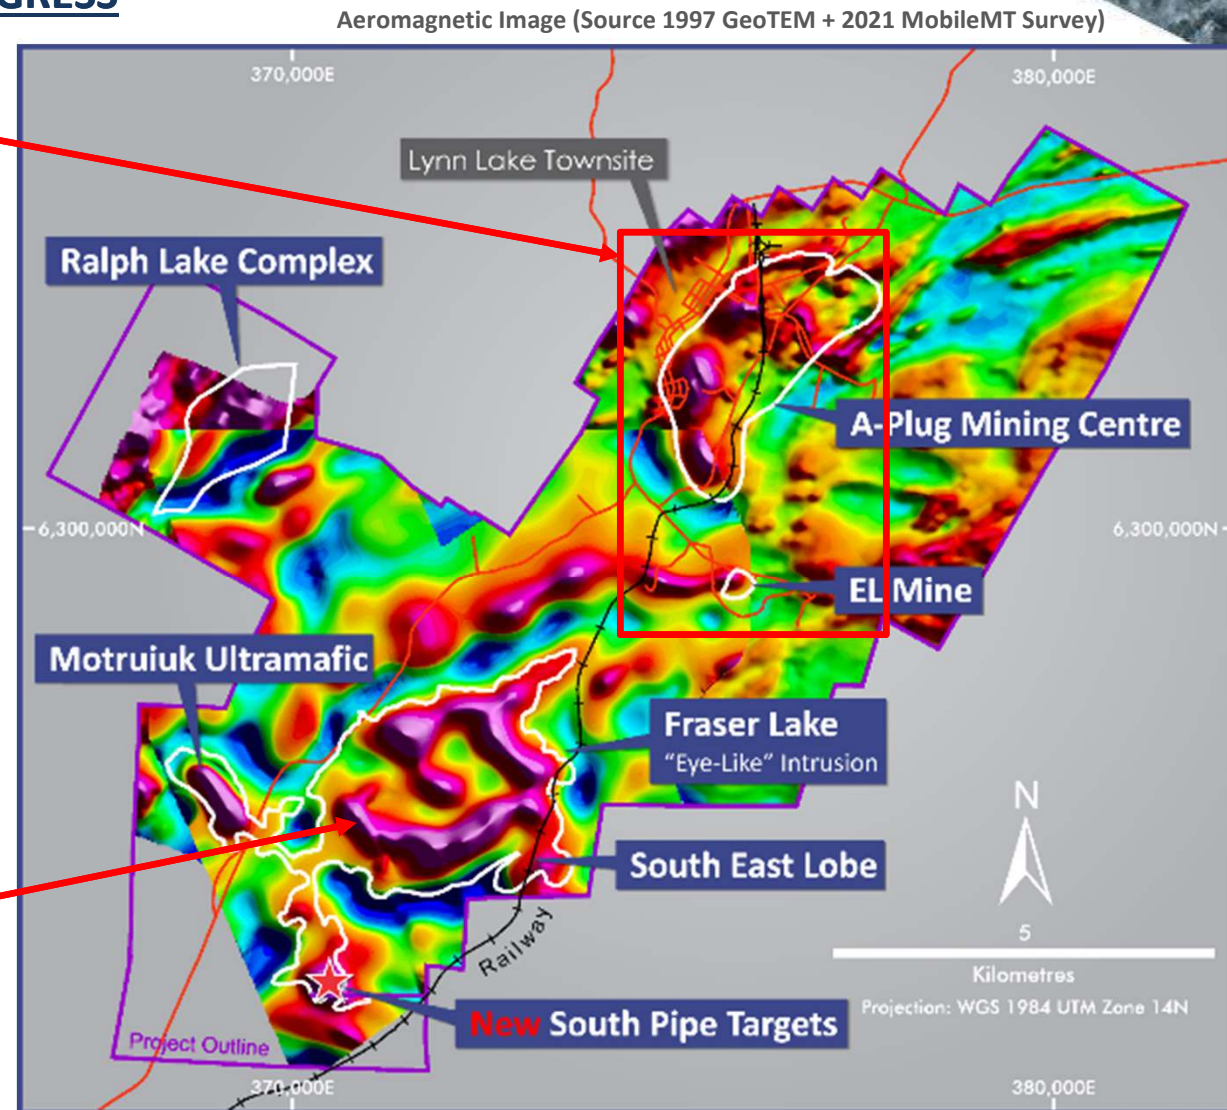 GRESS
Aeromagnetic Image (Source 1997 GeoTEM + 2021 MobileMT Survey)
370,000E
380,000E
Lynn Lake Townsite
Ralph Lake Complex
A-Plug Mining Centre
6,300,000N
6,300,000N
EL Mine
Motruiuk Ultramafic
Fraser Lake
"Eye-Like" Intrusion
N
South East Lobe
5
Kilometres
Projection: WGS 1984 UTM Zone 14N
Railway
New South Pipe Targets
Project Outline
370,000E
380,000E